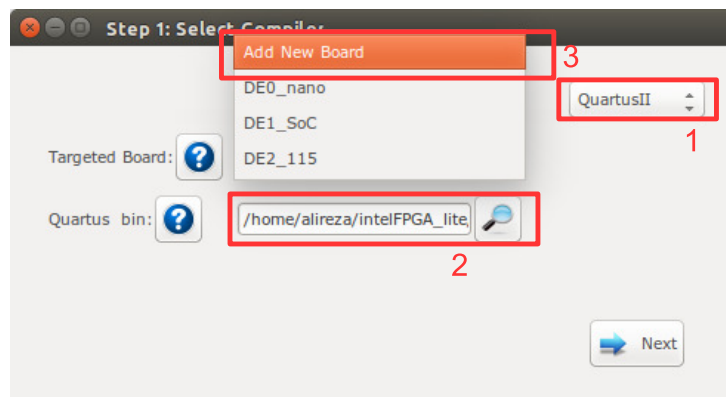 Step 1: Select Compiler
Add New Board
3
DE0_nano
QuartusII
DE1_SoC
1
Targeted Board:
DE2_115
Quartus bin:
/home/alireza/intelFPGA_lite,
2
Next